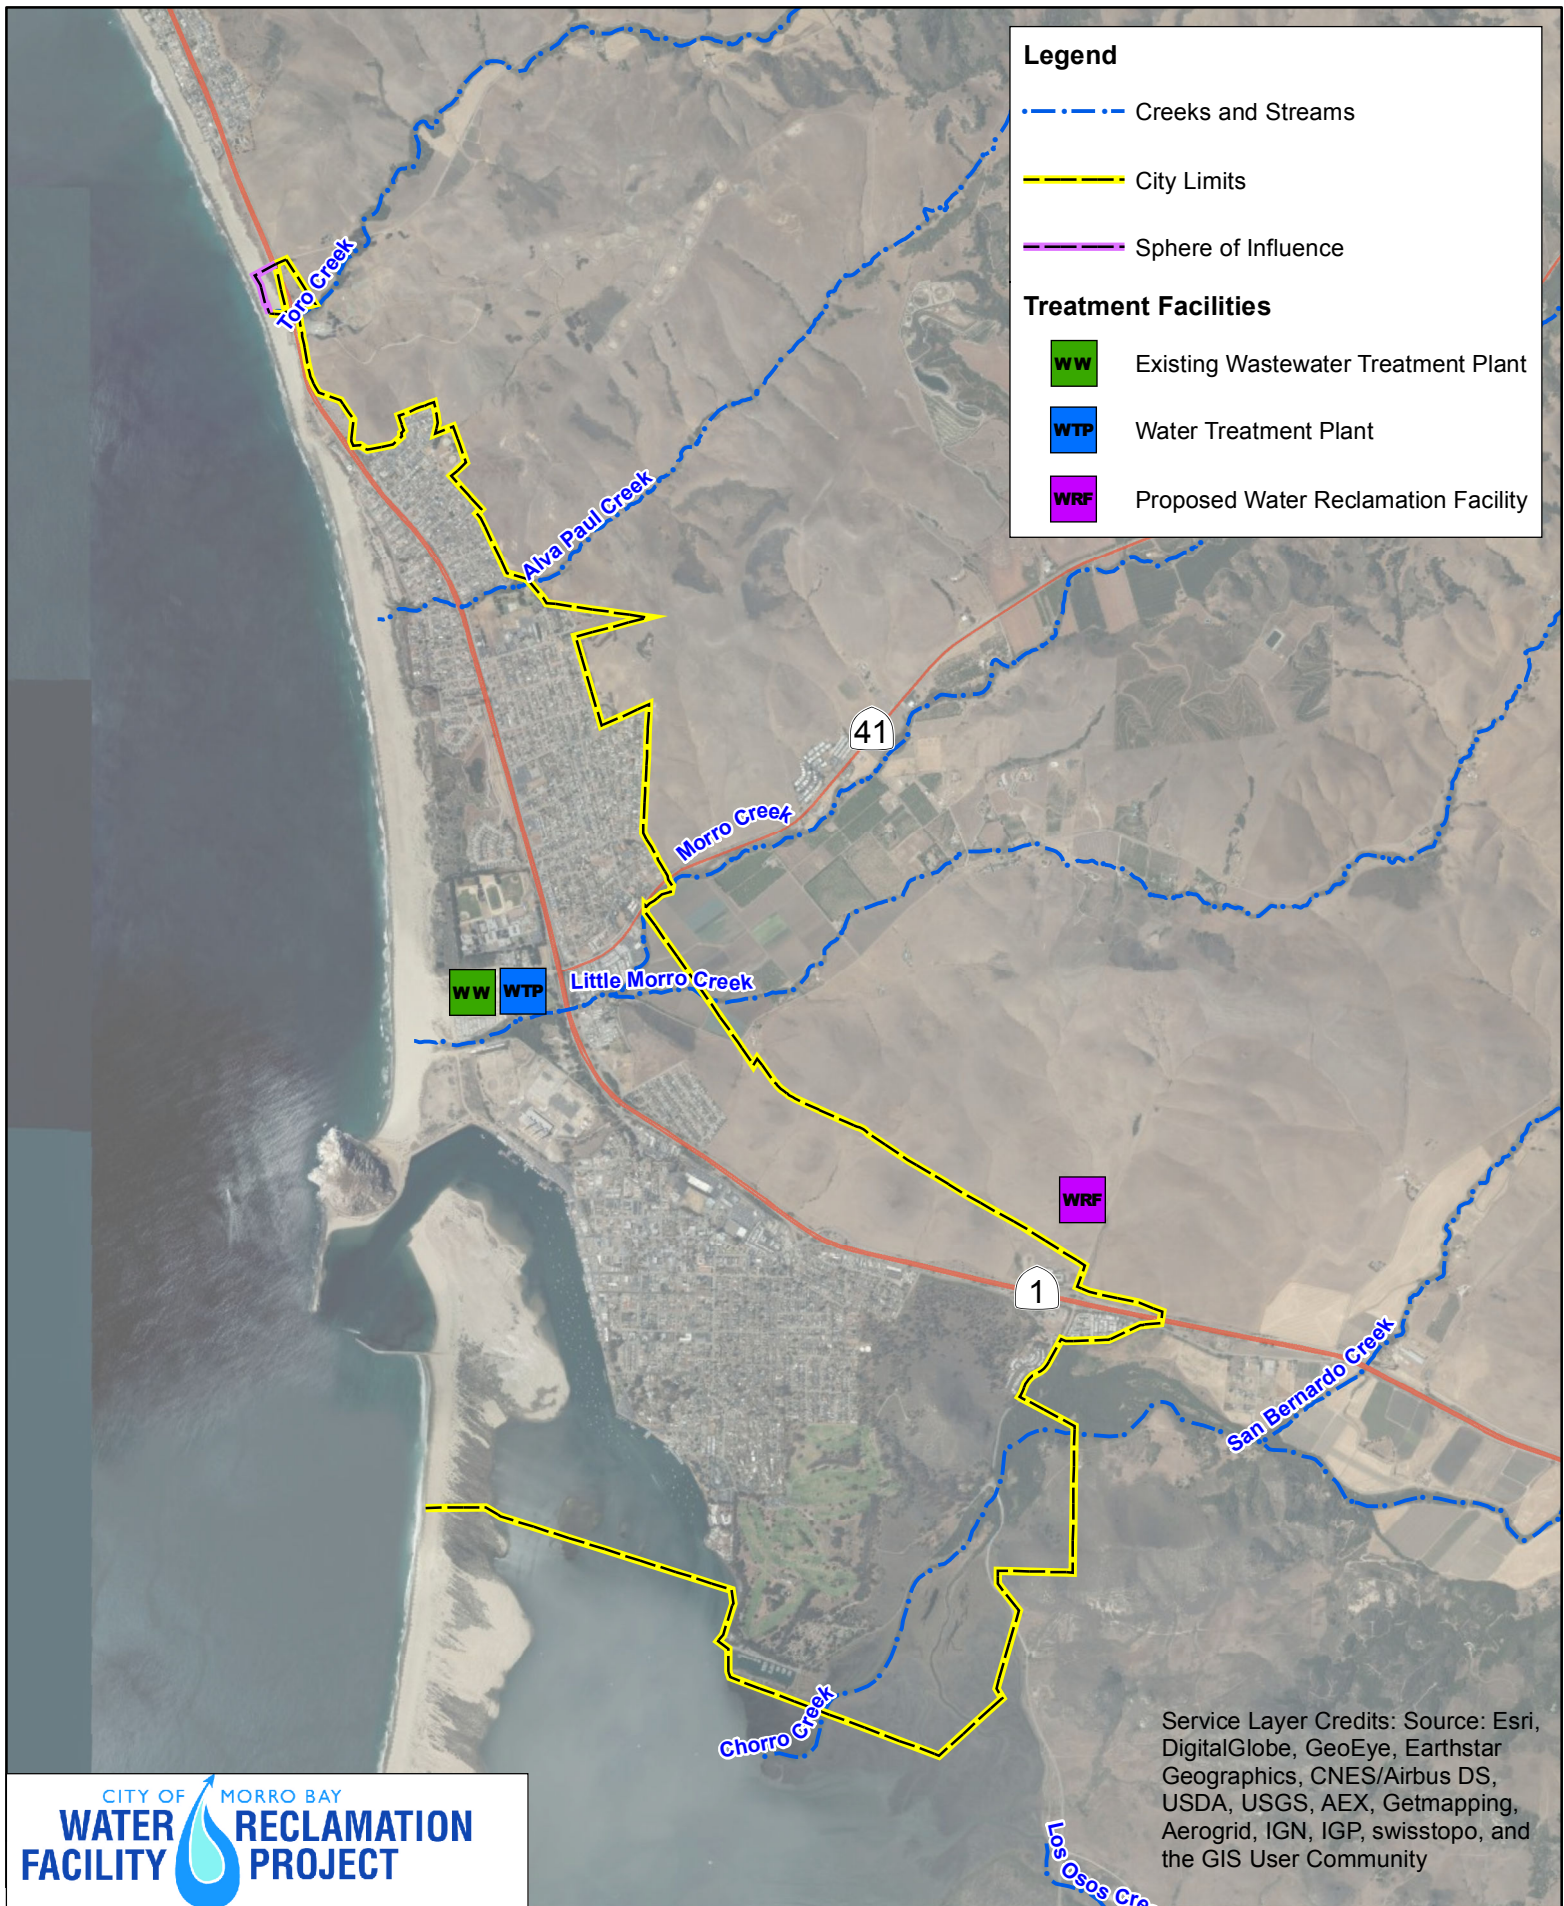 Legend
Creeks and Streams
City Limits
Sphere of Influence
Treatment Facilities
WW Existing Wastewater Treatment Plant
WTP Water Treatment Plant
WRF Proposed Water Reclamation Facility
Toro Creek
Alva Paul Creek
41
Morro Creek
Little Morro Creek
WW
WTP
WRF
1
San Bernardo Creek
Chorro Creek
Los Osos Cre
Service Layer Credits: Source: Esri,
DigitalGlobe, GeoEye, Earthstar
Geographics, CNES/Airbus DS,
USDA, USGS, AEX, Getmapping,
Aerogrid, IGN, IGP, swisstopo, and
the GIS User Community
CITY OF MORRO BAY
WATER RECLAMATION
FACILITY PROJECT